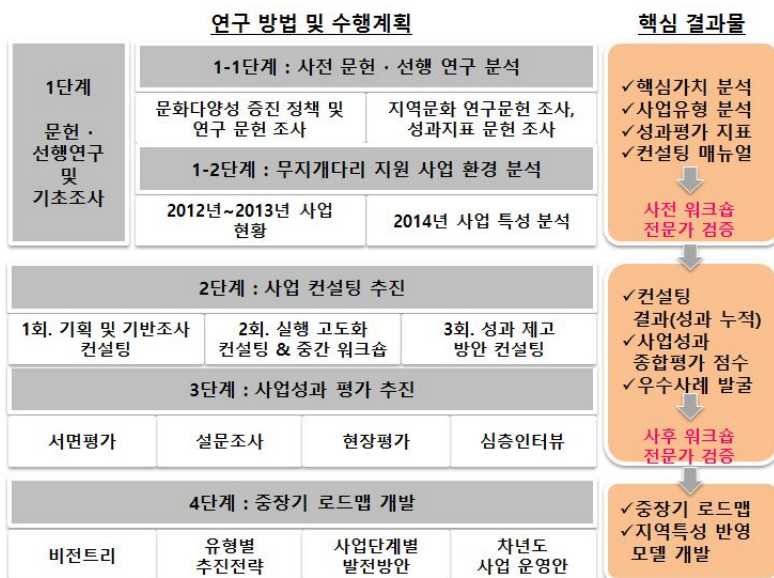 연구 방법 및 수행계획
핵심 결과물
1단계
문헌 ·
선행연구
및
기초조사
1-1단계 : 사전 문헌 · 선행 연구 분석
문화다양성 증진 정책 및
연구 문헌 조사
지역문화 연구문헌 조사,
성과지표 문헌 조사
1-2단계 : 무지개다리 지원 사업 환경 분석
2012년~2013년 사업
현황
2014년 사업 특성 분석
✓핵심가치 분석
✓사업유형 분석
✓성과평가 지표
✓컨설팅 매뉴얼
사전 워크숍
전문가 검증
2단계 : 사업 컨설팅 추진
1회. 기획 및 기반조사
컨설팅
2회. 실행 고도화
컨설팅 & 중간 워크숍
3회. 성과 제고
방안 컨설팅
3단계 : 사업성과 평가 추진
서면평가
설문조사
현장평가
심층인터뷰
✓컨설팅
결과(성과 누적)
✓사업성과
종합평가 점수
✓우수사례 발굴
사후 워크숍
전문가 검증
4단계 : 중장기 로드맵 개발
비전트리
유형별
추진전략
사업단계별
발전방안
차년도
사업 운영안
✓중장기 로드맵
✓지역특성 반영
모델 개발